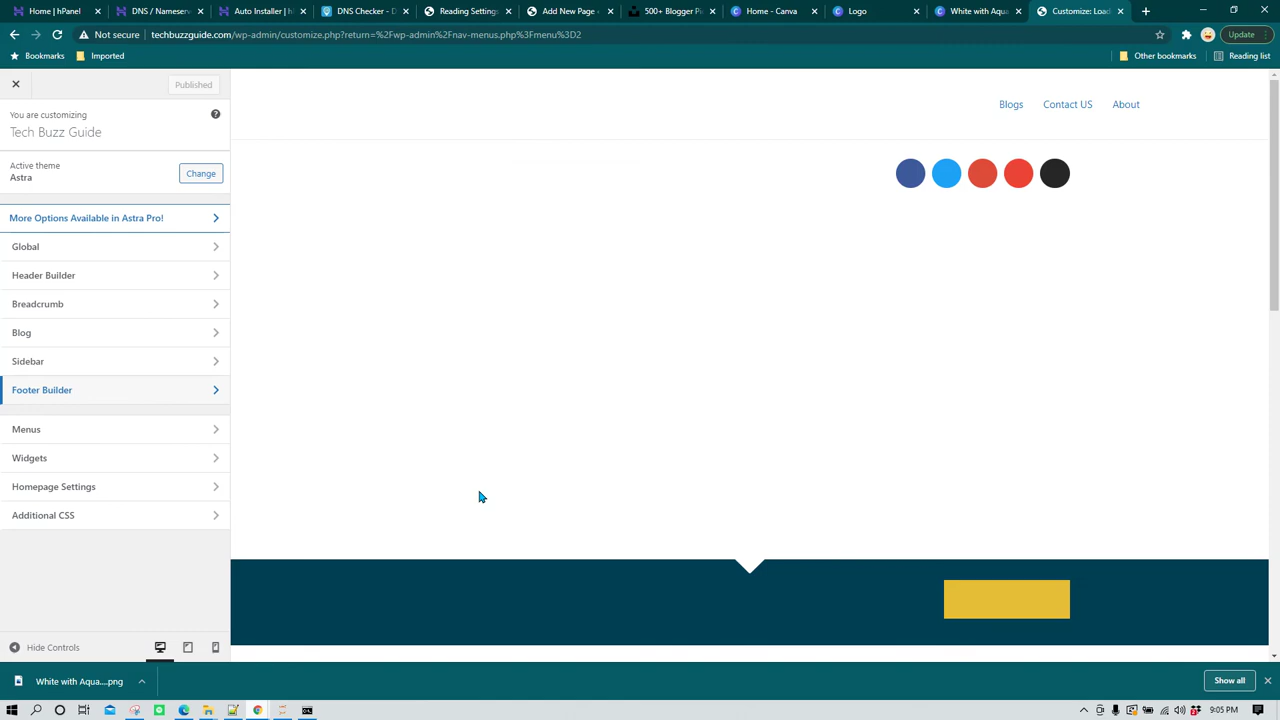 Home | hPanel
DNS / Nameserv
Auto Installer | h
DNS Checker - D
Reading Settings
Add New Page ‹
500+ Blogger Pi
Home - Canva
Logo
White with Aqua
Customize: Load
Not secure
techbuzzguide.com/wp-admin/customize.php?return=%2Fwp-admin%2Fnav-menus.php%3Fmenu%3D2
Update
Bookmarks
Imported
Other bookmarks
Reading list
Published
You are customizing
Tech Buzz Guide
Active theme
Astra
Change
More Options Available in Astra Pro!
Global
Header Builder
Breadcrumb
Blog
Sidebar
Footer Builder
Menus
Widgets
Homepage Settings
Additional CSS
Hide Controls
Blogs
Contact US
About
White with Aqua....png
Show all
9:05 PM